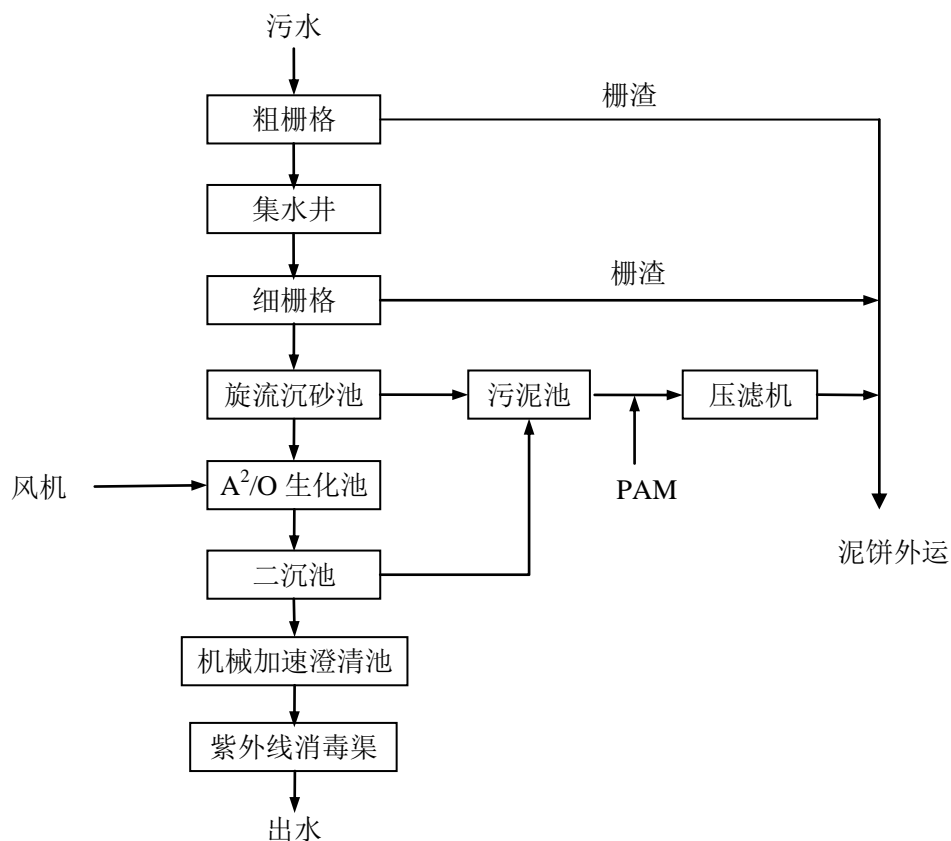 污水
栅渣
粗栅格
集水井
栅渣
细栅格
旋流沉砂池
污泥池
压滤机
风机
A²/O 生化池
PAM
泥饼外运
二沉池
机械加速澄清池
紫外线消毒渠
出水